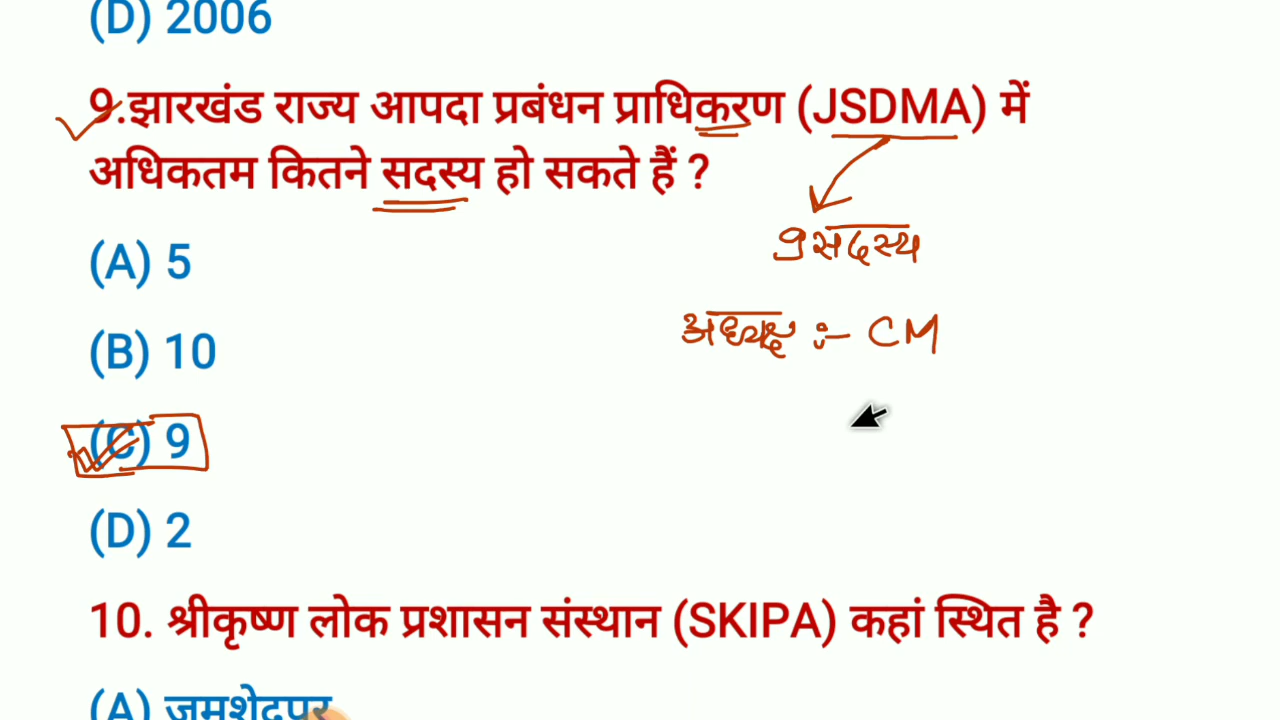 (D) 2006
9.झारखंड राज्य आपदा प्रबंधन प्राधिकरण (JSDMA) में
अधिकतम कितने सदस्य हो सकते हैं ?
9 सदस्य
(A) 5
अध्यक्ष :- CM
(B) 10
(C) 9
(D) 2
10. श्रीकृष्ण लोक प्रशासन संस्थान (SKIPA) कहां स्थित है ?
(A) जमशेदपुर